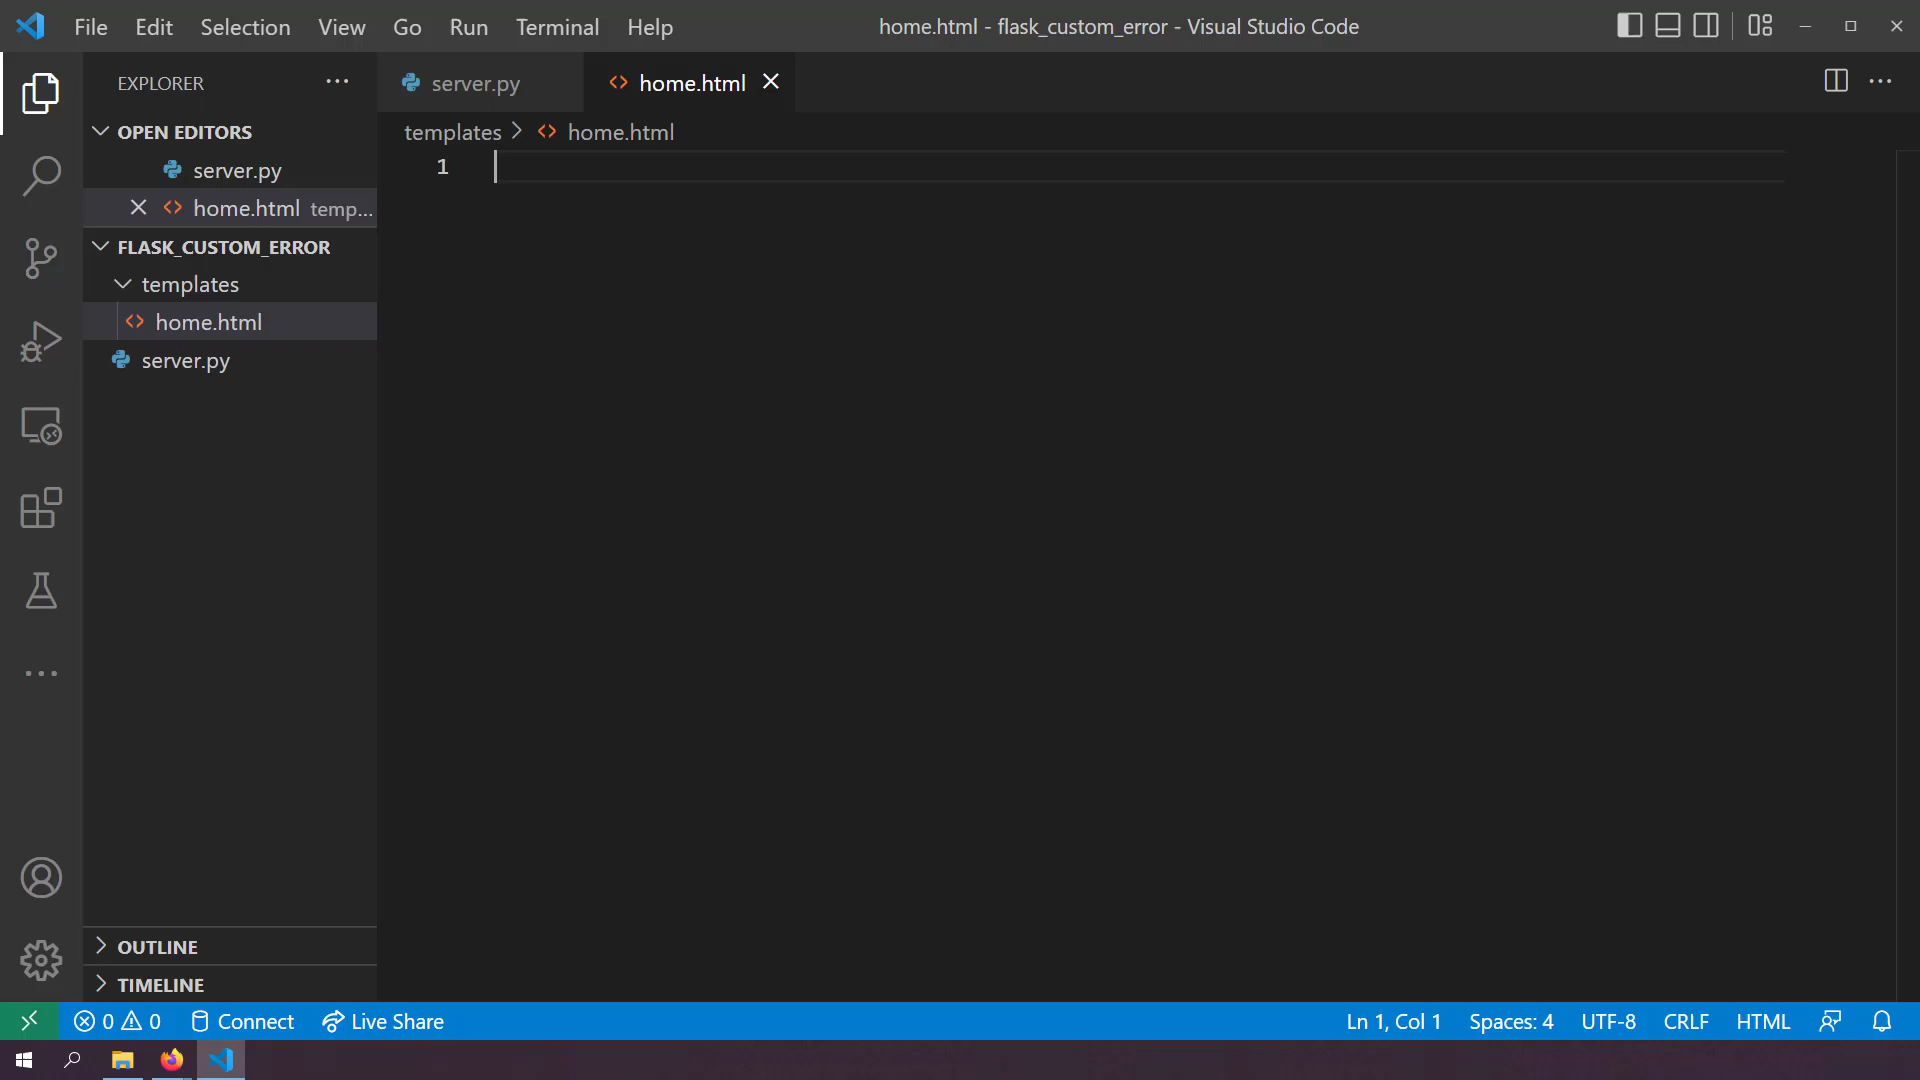 File Edit Selection View Go Run Terminal Help
home.html - flask_custom_error - Visual Studio Code
EXPLORER
OPEN EDITORS
server.py
home.html temp...
FLASK_CUSTOM_ERROR
templates
home.html
server.py
OUTLINE
TIMELINE
server.py
home.html
templates home.html
1
0 0 Connect Live Share
Ln 1, Col 1 Spaces: 4 UTF-8 CRLF HTML